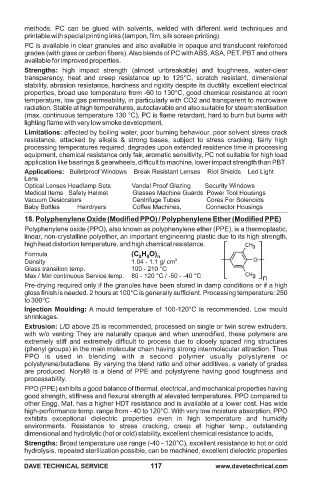 methods. PC can be glued with solvents, welded with different weld techniques and
printable with special printing inks (tampon, film, silk screen printing)
PC is available in clear granules and also available in opaque and translucent reinforced
grades (with glass or carbon fibers). Also blends of PC with ABS, ASA, PET, PBT and others
available for improved properties.
Strengths: high impact strength (almost unbreakable) and toughness, water-clear
transparency, heat and creep resistance up to 125°C, scratch resistant, dimensional
stability, abrasion resistance, hardness and rigidity despite its ductility, excellent electrical
properties, broad use temperature from -60 to 130°C, good chemical resistance at room
temperature, low gas permeability, in particularly with CO2 and transparent to microwave
radiation. Stable at high temperatures, autoclavable and also suitable for steam sterilisation
(max. continuous temperature 130 °C), PC is flame retardant, hard to burn but burns with
lighting flame with very low smoke development.
Limitations: affected by boiling water, poor burning behaviour, poor solvent stress crack
resistance, attacked by alkalis & strong bases, subject to stress cracking, fairly high
processing temperatures required, degrades upon extended residence time in processing
equipment, chemical resistance only fair, aromatic sensitivity, PC not suitable for high load
application like bearings & gearwheels, difficult to machine, lower impact strength than PBT
Applications: Bulletproof Windows Break Resistant Lenses Riot Shields Led Light
Lens
Optical Lenses Headlamp Sets Vandal Proof Glazing Security Windows
Medical Items Safety Helmet Glasses Machine Guards Power Tool Housings
Vacuum Desiccators Centrifuge Tubes Cores For Solenoids
Baby Bottles Hairdryers Coffee Machines, Connector Housings
18. Polyphenylene Oxide (Modified PPO) / Polyphenylene Ether (Modified PPE)
Polyphenylene oxide (PPO), also known as polyphenylene ether (PPE), is a thermoplastic,
linear, non-crystalline polyether, an important engineering plastic due to its high strength,
high heat distortion temperature, and high chemical resistance.
CH3
Formula (C8H8O)n
Density 1.04 - 1.1 g/ cm3
O
Glass transition temp. 100 - 210 °C
Max / Min continuous Service temp. 80 - 120 °C / -50 - -40 °C
CH3
n
Pre-drying required only if the granules have been stored in damp conditions or if a high
gloss finish is needed. 2 hours at 100°C is generally sufficient. Processing temperature: 250
to 300°C
Injection Moulding: A mould temperature of 100-120°C is recommended. Low mould
shrinkages.
Extrusion: L/D above 25 is recommended, processed on single or twin screw extruders,
with w/o venting They are naturally opaque and when unmodified, these polymers are
extremely stiff and extremely difficult to process due to closely spaced ring structures
(phenyl groups) in the main molecular chain having strong intermolecular attraction. Thus
PPO is used in blending with a second polymer usually polystyrene or
polystyrene/butadiene. By varying the blend ratio and other additives, a variety of grades
are produced. Noryl® is a blend of PPE and polystyrene having good toughness and
processability.
PPO (PPE) exhibits a good balance of thermal, electrical, and mechanical properties having
good strength, stiffness and flexural strength at elevated temperatures. PPO compared to
other Engg. Mat. has a higher HDT resistance and is available at a lower cost. Has wide
high-performance temp. range from - 40 to 120°C. With very low moisture absorption, PPO
exhibits exceptional dielectric properties even in high temperature and humidity
environments. Resistance to stress cracking, creep at higher temp., outstanding
dimensional and hydrolytic (hot or cold) stability, excellent chemical resistance to acids,
Strengths: Broad temperature use range (-40 - 120°C), excellent resistance to hot or cold
hydrolysis, repeated sterilization possible, can be machined, excellent dielectric properties
DAVE TECHNICAL SERVICE 117 www.davetechnical.com